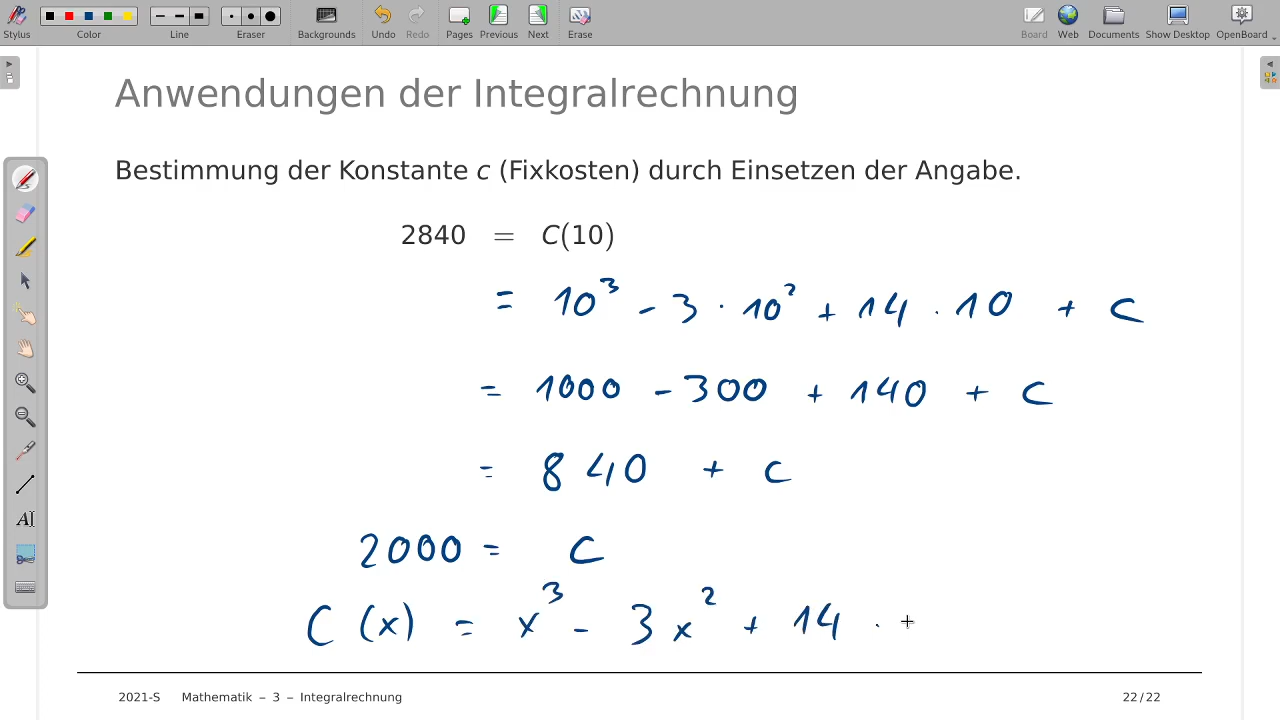 Stylus Color Line Eraser Backgrounds Undo Redo Pages Previous Next Erase Board Web Documents Show Desktop OpenBoard
Anwendungen der Integralrechnung
Bestimmung der Konstante c (Fixkosten) durch Einsetzen der Angabe.
2840 = C(10)
= 10³ - 3 · 10² + 14 · 10 + c
= 1000 - 300 + 140 + c
= 840 + c
2000 = c
C(x) = x³ - 3x² + 14 ·
2021-S Mathematik – 3 – Integralrechnung 22/22